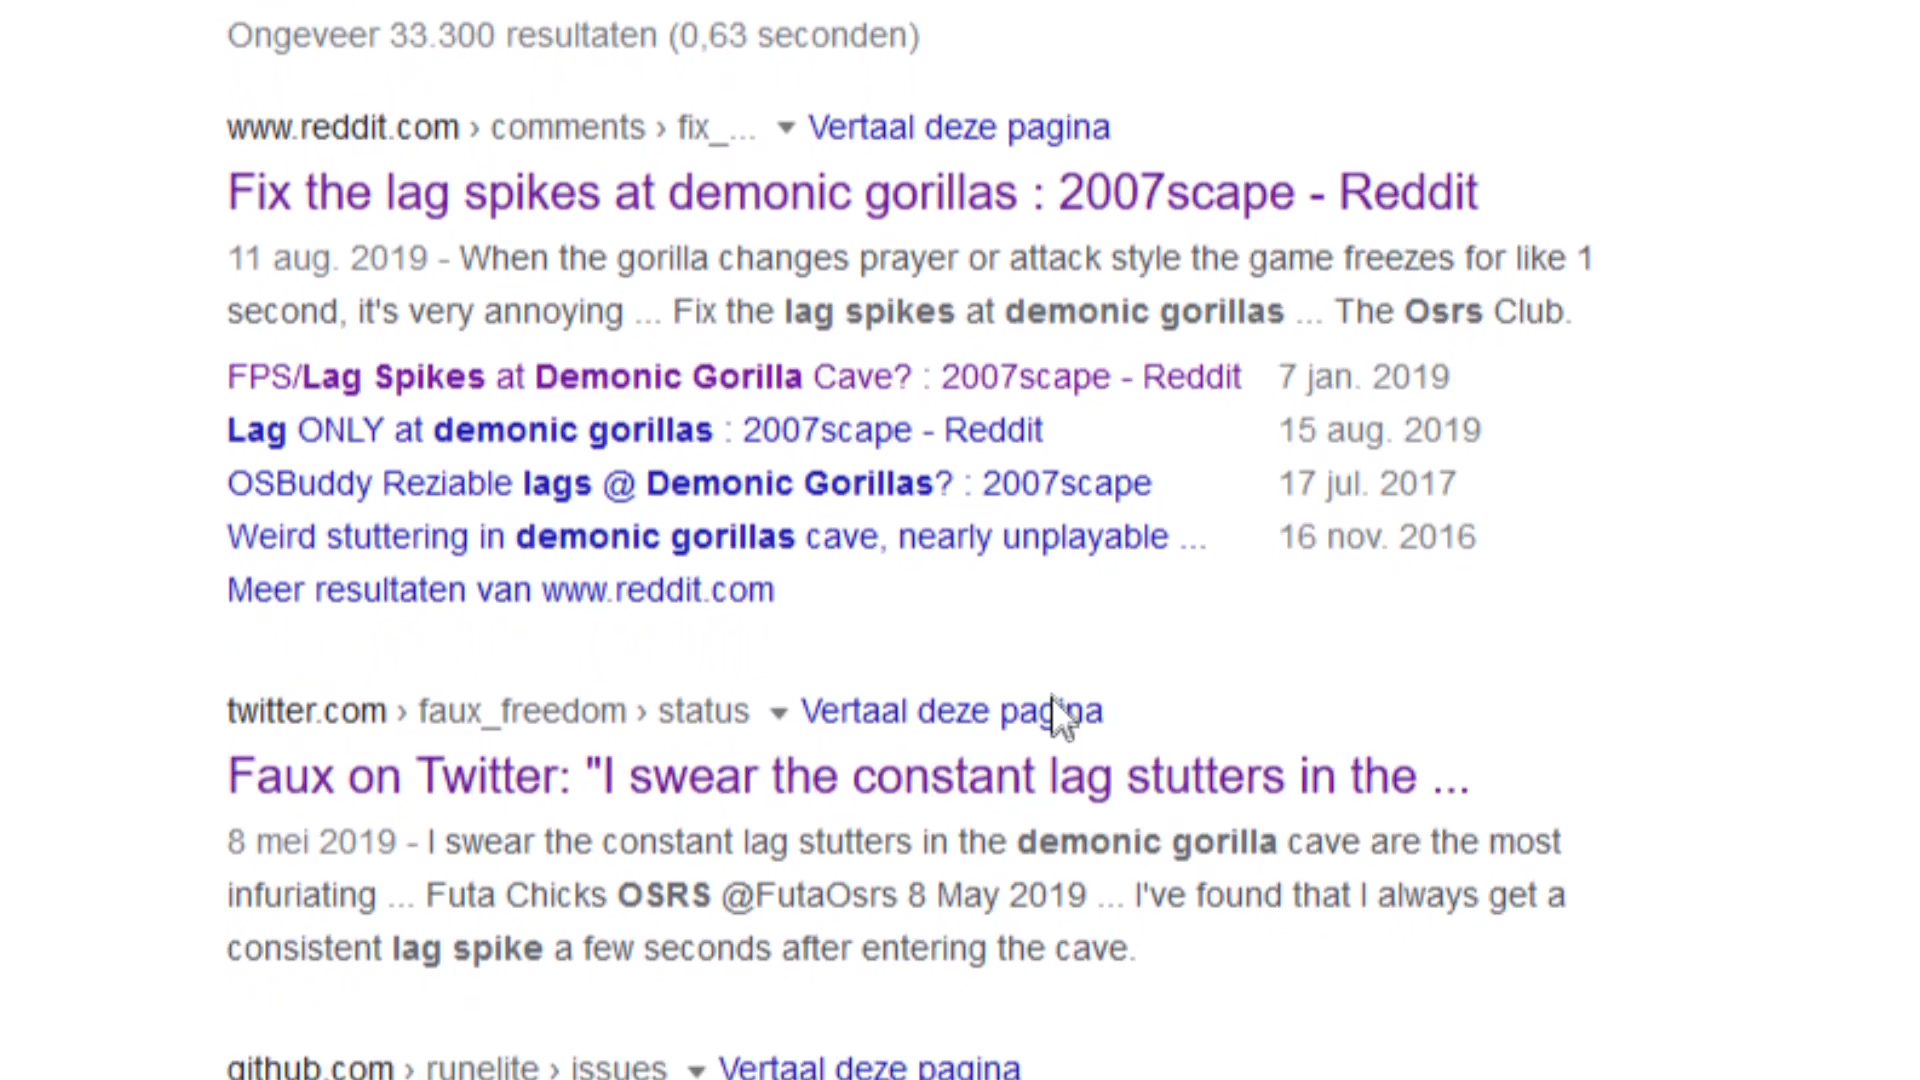 Ongeveer 33.300 resultaten (0,63 seconden)
www.reddit.com › comments › fix_... Vertaal deze pagina
Fix the lag spikes at demonic gorillas : 2007scape - Reddit
11 aug. 2019 - When the gorilla changes prayer or attack style the game freezes for like 1
second, it's very annoying ... Fix the lag spikes at demonic gorillas ... The Osrs Club.
FPS/Lag Spikes at Demonic Gorilla Cave? : 2007scape - Reddit 7 jan. 2019
Lag ONLY at demonic gorillas : 2007scape - Reddit 15 aug. 2019
OSBuddy Reziable lags @ Demonic Gorillas? : 2007scape 17 jul. 2017
Weird stuttering in demonic gorillas cave, nearly unplayable ... 16 nov. 2016
Meer resultaten van www.reddit.com
twitter.com › faux_freedom › status Vertaal deze pagina
Faux on Twitter: "I swear the constant lag stutters in the ...
8 mei 2019 - I swear the constant lag stutters in the demonic gorilla cave are the most
infuriating ... Futa Chicks OSRS @FutaOsrs 8 May 2019 ... I've found that I always get a
consistent lag spike a few seconds after entering the cave.
github.com › runelite › issues Vertaal deze pagina